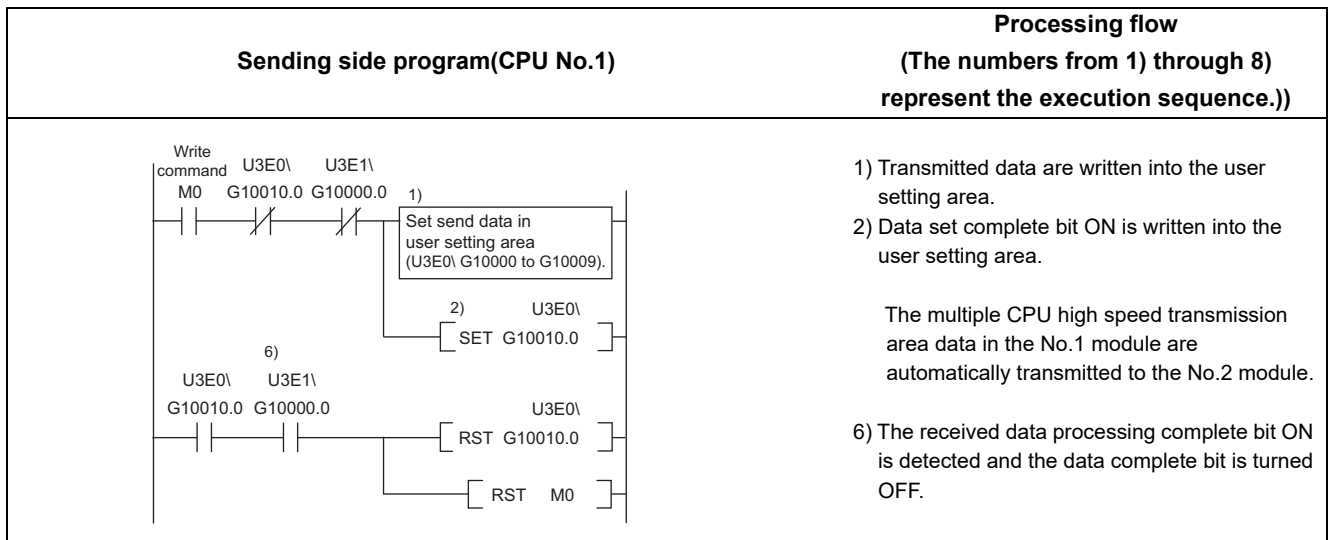 Sending side program(CPU No.1)
Processing flow
(The numbers from 1) through 8)
represent the execution sequence.))
Write
command
U3E0\ U3E1\
M0 G10010.0 G10000.0
1)
Set send data in
user setting area
(U3E0\ G10000 to G10009).
2) U3E0\
SET G10010.0
6)
U3E0\ U3E1\
G10010.0 G10000.0
U3E0\
RST G10010.0
RST M0
1) Transmitted data are written into the user
setting area.
2) Data set complete bit ON is written into the
user setting area.
The multiple CPU high speed transmission
area data in the No.1 module are
automatically transmitted to the No.2 module.
6) The received data processing complete bit ON
is detected and the data complete bit is turned
OFF.